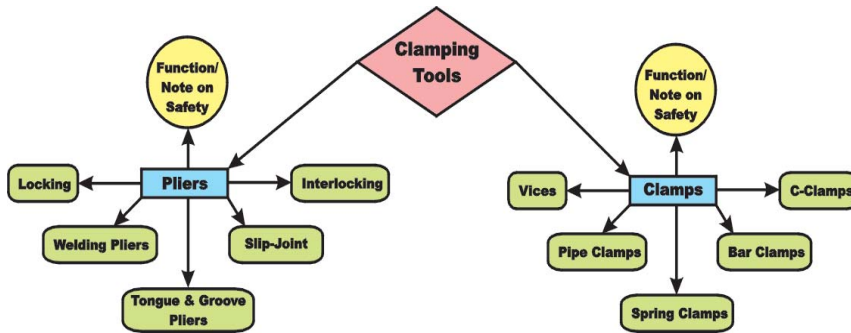 Clamping
Tools
Function/
Note on
Safety
Function/
Note on
Safety
Locking
Pliers
Interlocking
Welding Pliers
Slip-Joint
Tongue & Groove
Pliers
Vices
Clamps
C-Clamps
Pipe Clamps
Bar Clamps
Spring Clamps